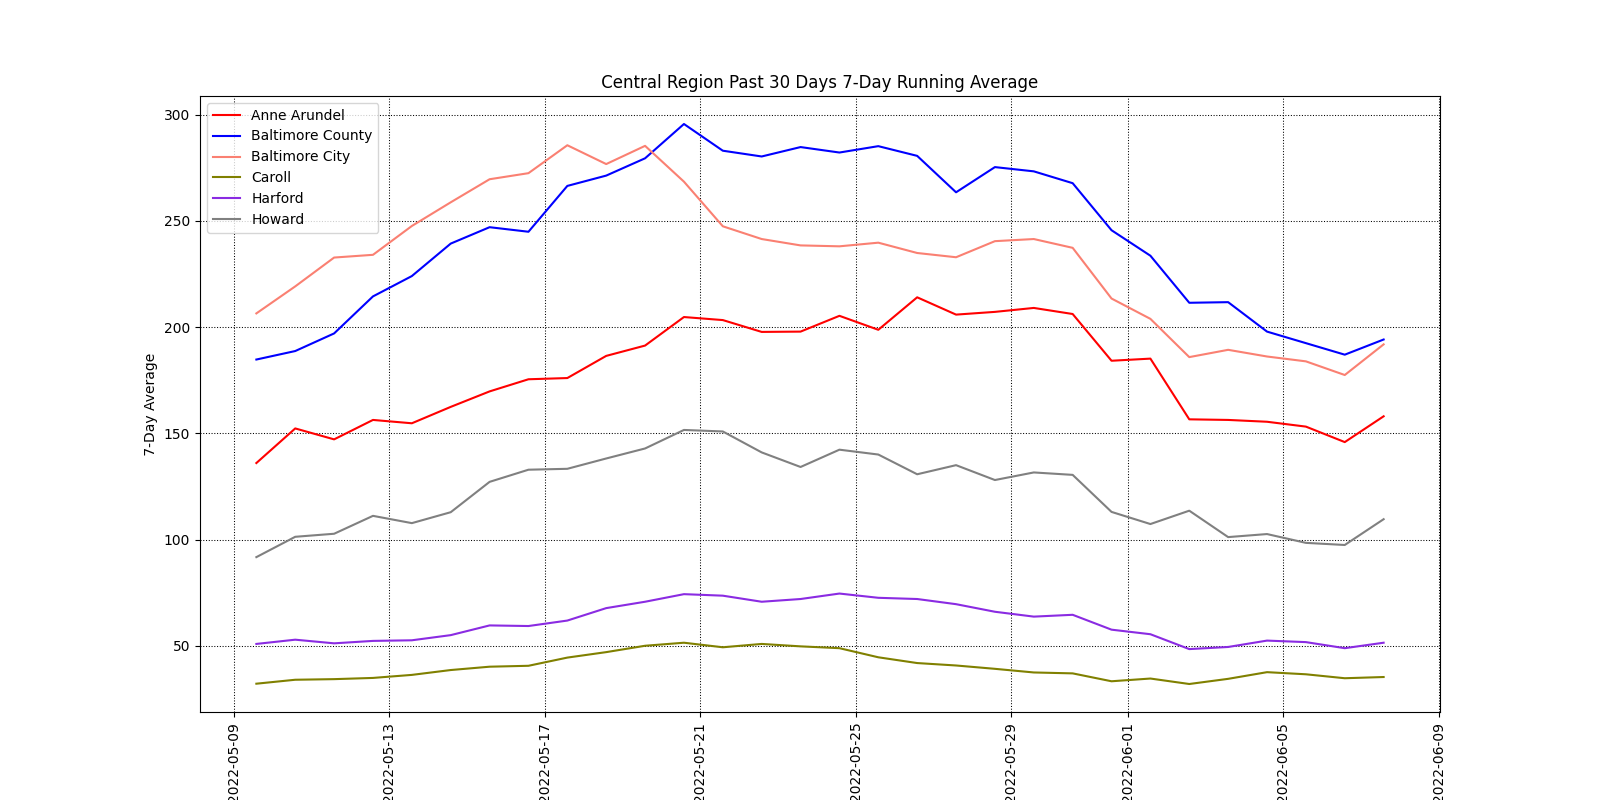 Central Region Past 30 Days 7-Day Running Average
Anne Arundel
Baltimore County
Baltimore City
Caroll
Harford
Howard
7-Day Average
300
250
200
150
100
50
2022-05-09
2022-05-13
2022-05-17
2022-05-21
2022-05-25
2022-05-29
2022-06-01
2022-06-05
2022-06-09